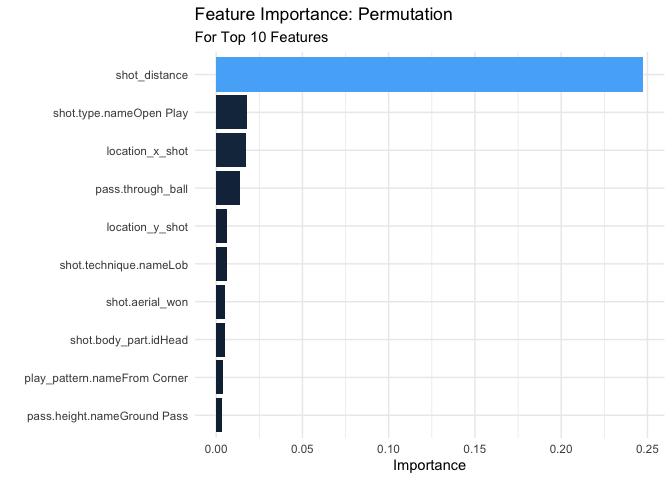 Feature Importance: Permutation
For Top 10 Features
shot_distance
shot.type.nameOpen Play
location_x_shot
pass.through_ball
location_y_shot
shot.technique.nameLob
shot.aerial_won
shot.body_part.idHead
play_pattern.nameFrom Corner
pass.height.nameGround Pass
0.00 0.05 0.10 0.15 0.20 0.25
Importance